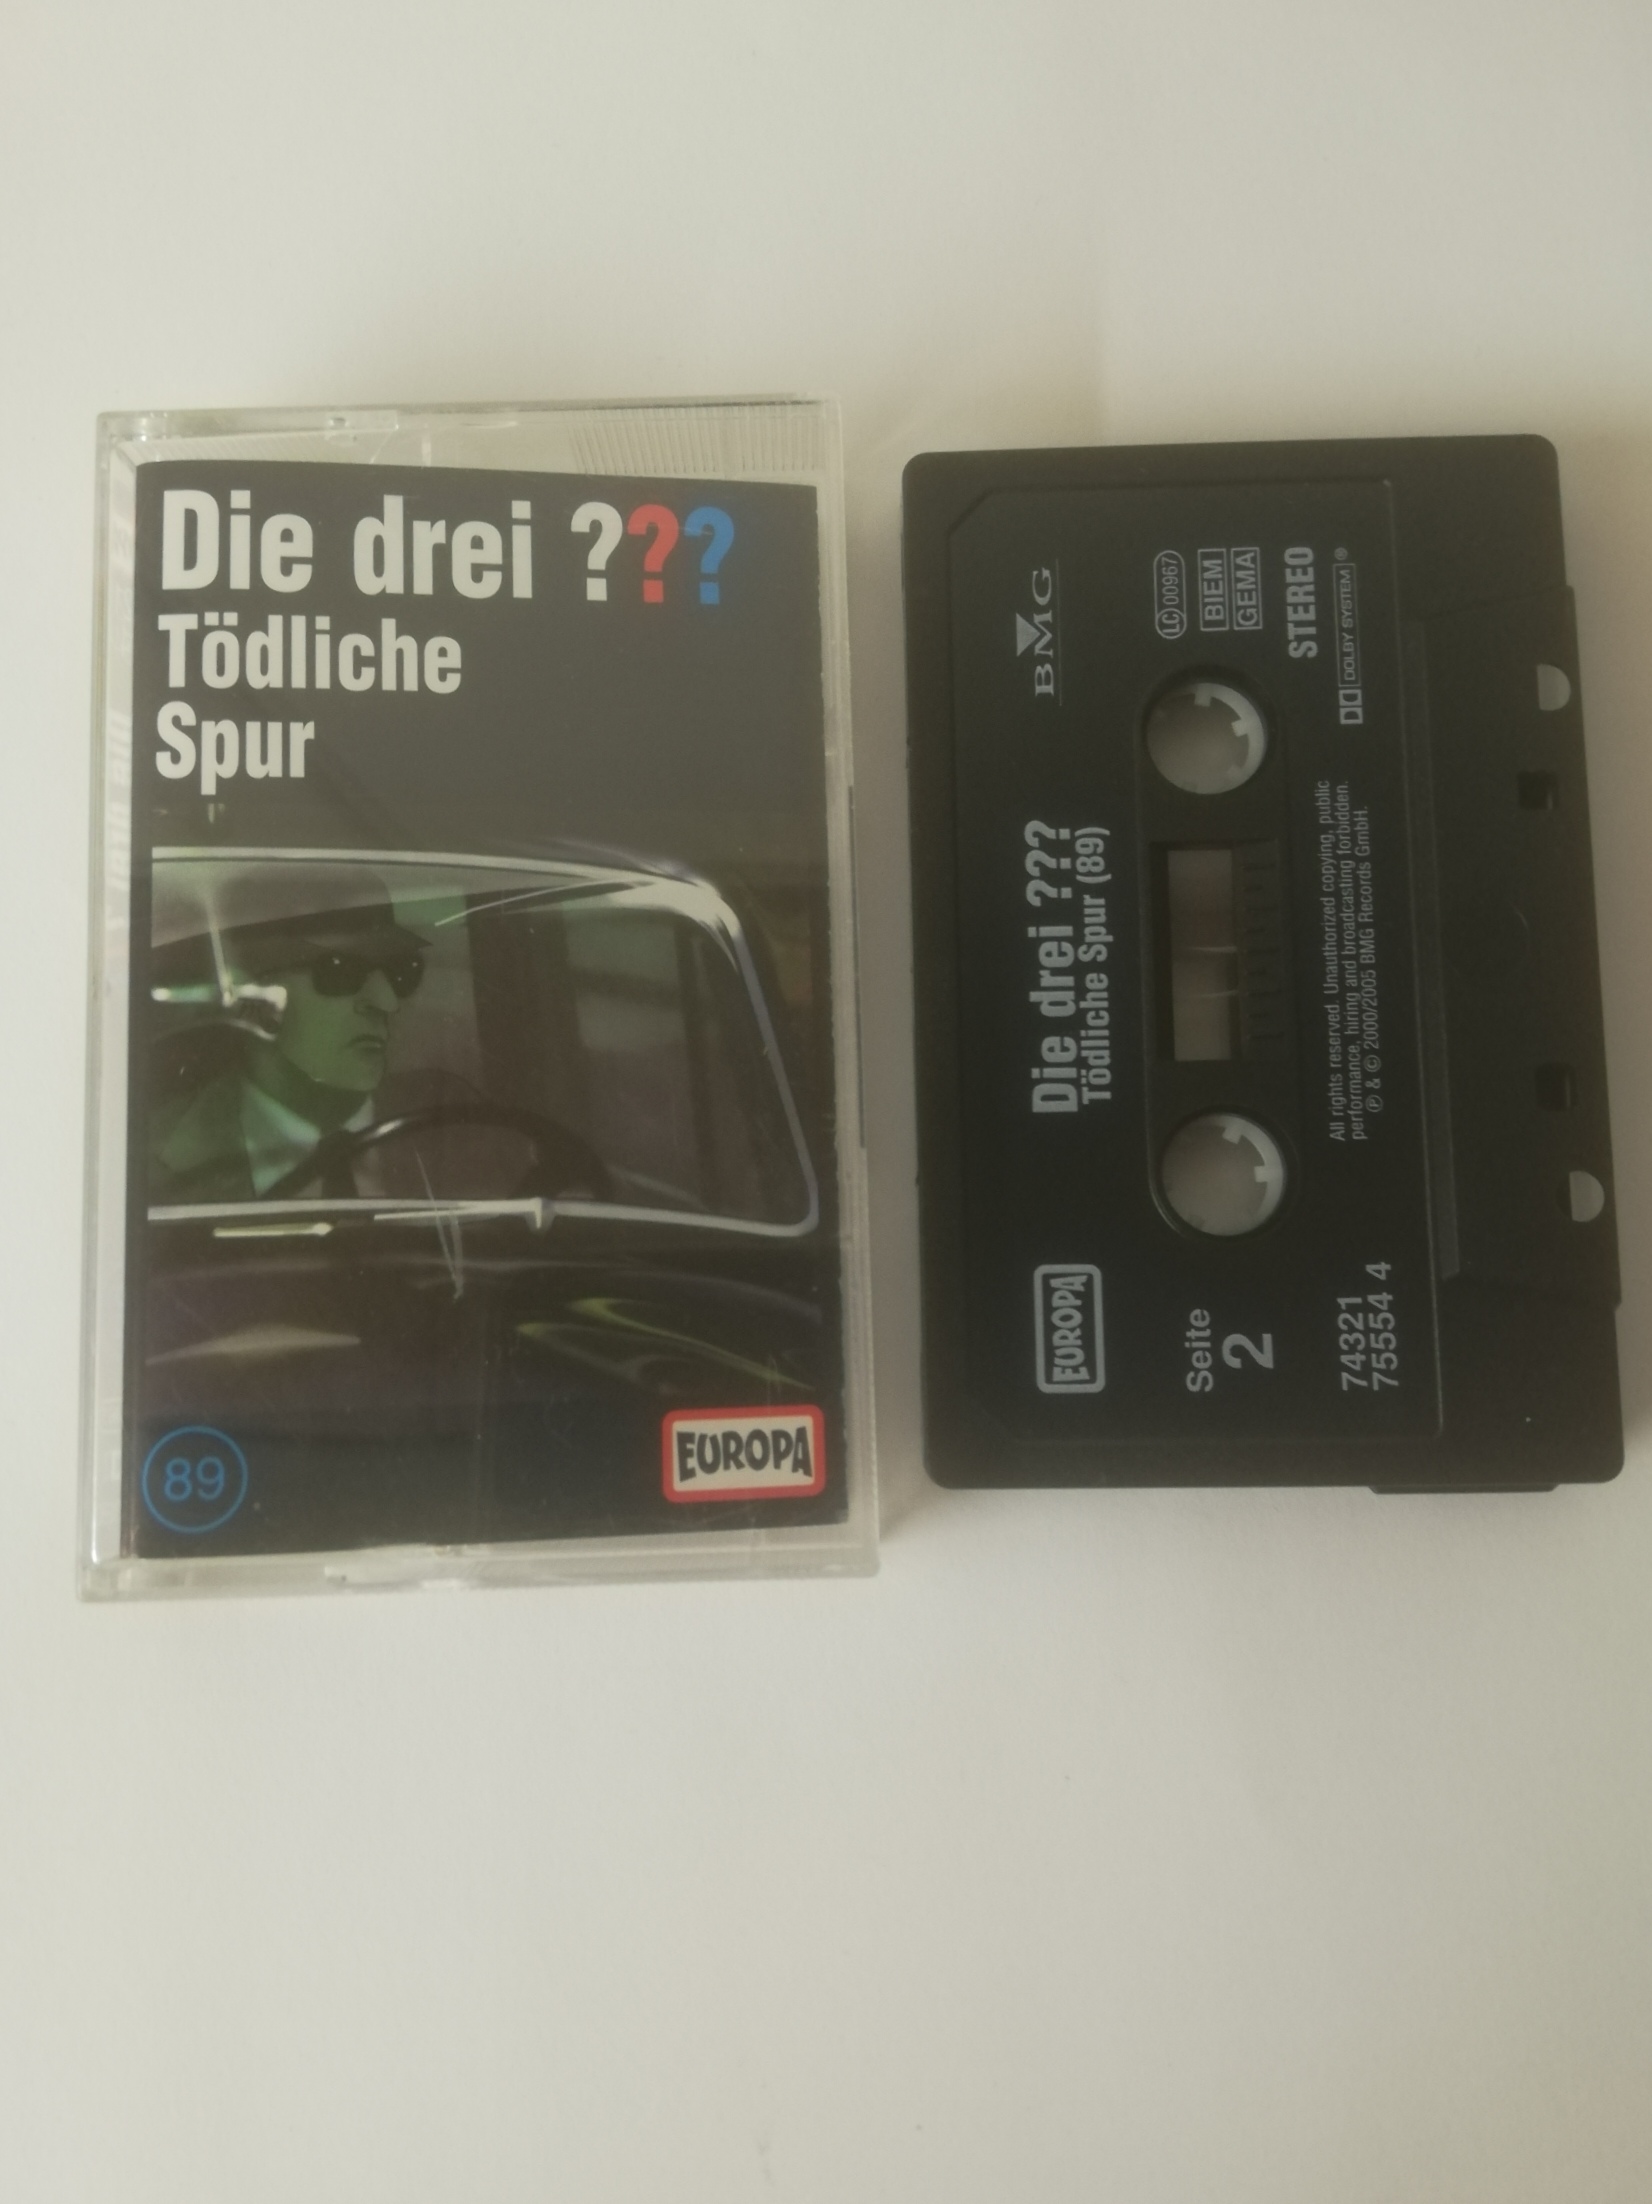 Die drei ???
Tödliche
Spur
89
EUROPA
EUROPA
Die drei ???
Tödliche Spur (89)
BMG
Seite
2
LC 00967
BIEM
GEMA
STEREO
DOLBY SYSTEM®
74321
75554 4
All rights reserved. Unauthorized copying, public
performance, hiring and broadcasting forbidden.
℗ & © 2000/2005 BMG Records GmbH.